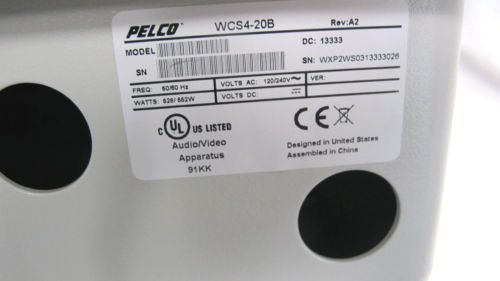 PELCO WCS4-20B Rev: A2
MODEL DC: 13333
SN SN: WXP2WS0313333026
FREQ: 50/60 Hz VOLTS AC: 120/240V~ VER:
WATTS: 528/552W VOLTS DC:
C UL US LISTED CE
Audio/Video
Apparatus
91KK
Designed in United States
Assembled in China